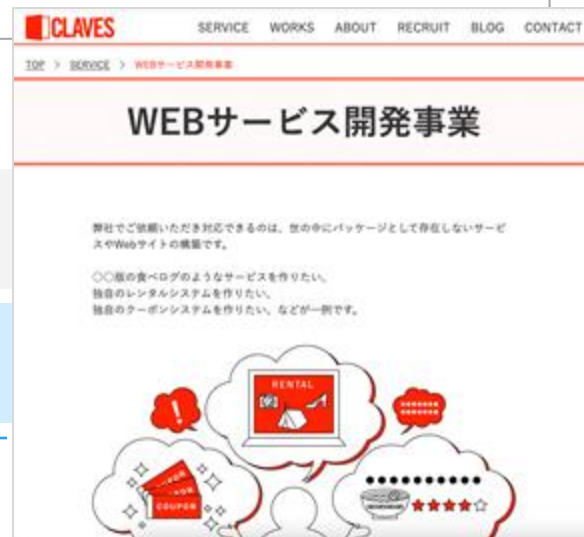 CLAVES
SERVICE WORKS ABOUT RECRUIT BLOG CONTACT
TOP > SERVICE > WEBサービス開発事業
WEBサービス開発事業
弊社でご依頼いただき対応できるのは、世の中にパッケージとして存在しないサービ
スやWebサイトの構築です。
○○版の食べログのようなサービスを作りたい、
独自のレンタルシステムを作りたい、
独自のクーポンシステムを作りたい、などが一例です。
RENTAL
!
COUPON